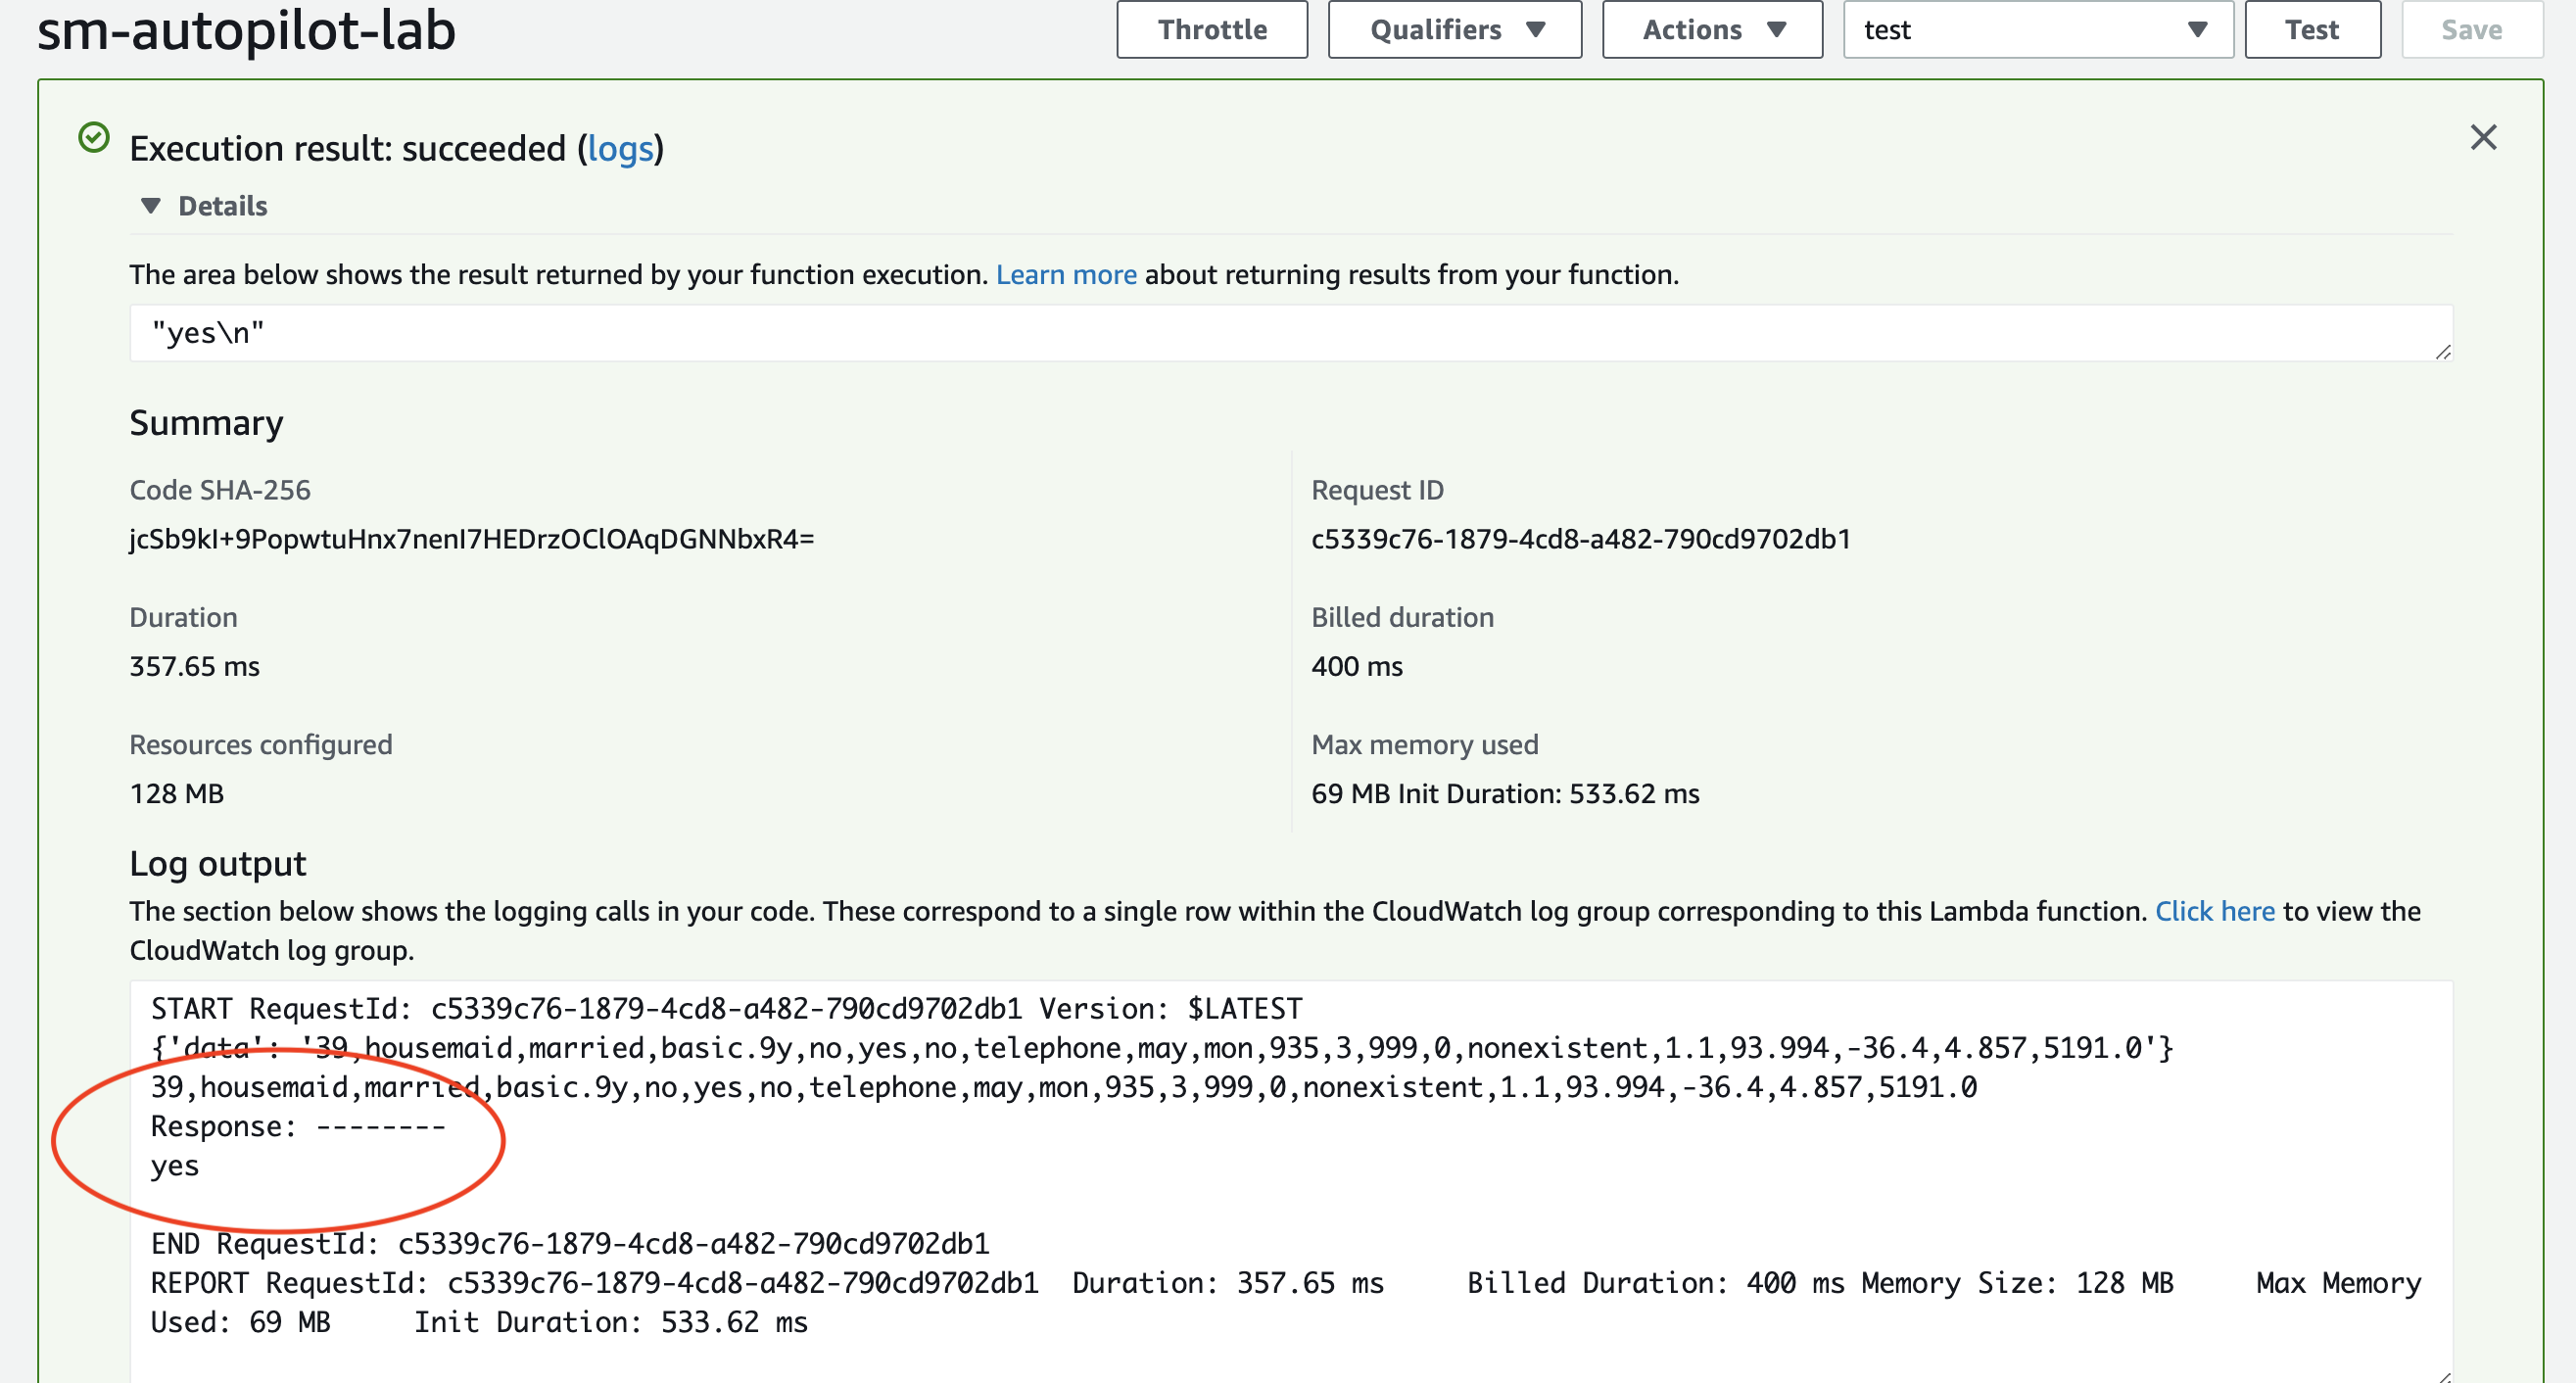 sm-autopilot-lab
Throttle
Qualifiers
Actions
test
Test
Save
Execution result: succeeded (logs)
Details
The area below shows the result returned by your function execution. Learn more about returning results from your function.
"yes\n"
Summary
Code SHA-256
jcSb9kI+9PopwtuHnx7nenI7HEDrzOClOAqDGNNbxR4=
Request ID
c5339c76-1879-4cd8-a482-790cd9702db1
Duration
357.65 ms
Billed duration
400 ms
Resources configured
128 MB
Max memory used
69 MB Init Duration: 533.62 ms
Log output
The section below shows the logging calls in your code. These correspond to a single row within the CloudWatch log group corresponding to this Lambda function. Click here to view the
CloudWatch log group.
START RequestId: c5339c76-1879-4cd8-a482-790cd9702db1 Version: $LATEST
{'data': '39,housemaid,married,basic.9y,no,yes,no,telephone,may,mon,935,3,999,0,nonexistent,1.1,93.994,-36.4,4.857,5191.0'}
39,housemaid,married,basic.9y,no,yes,no,telephone,may,mon,935,3,999,0,nonexistent,1.1,93.994,-36.4,4.857,5191.0
Response: --------
yes
END RequestId: c5339c76-1879-4cd8-a482-790cd9702db1
REPORT RequestId: c5339c76-1879-4cd8-a482-790cd9702db1 Duration: 357.65 ms Billed Duration: 400 ms Memory Size: 128 MB Max Memory
Used: 69 MB Init Duration: 533.62 ms